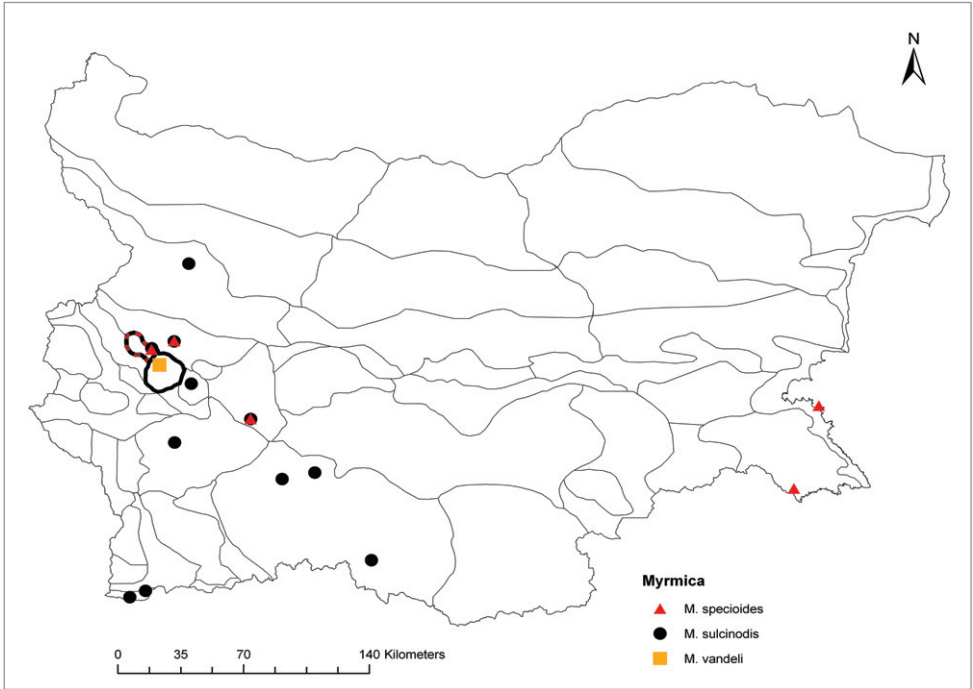 N
Myrmica
M. specioides
M. sulcinodis
M. vandeli
0 35 70 140 Kilometers